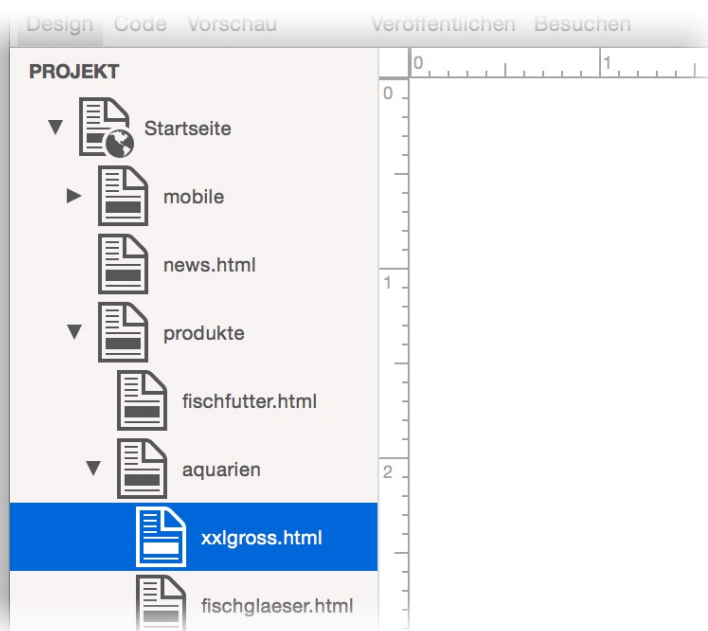 Design Code Vorschau Veröffentlichen Besuchen
PROJEKT
Startseite
mobile
news.html
produkte
fischfutter.html
aquarien
xxlgross.html
fischglaeser.html
0 1
0
1
2